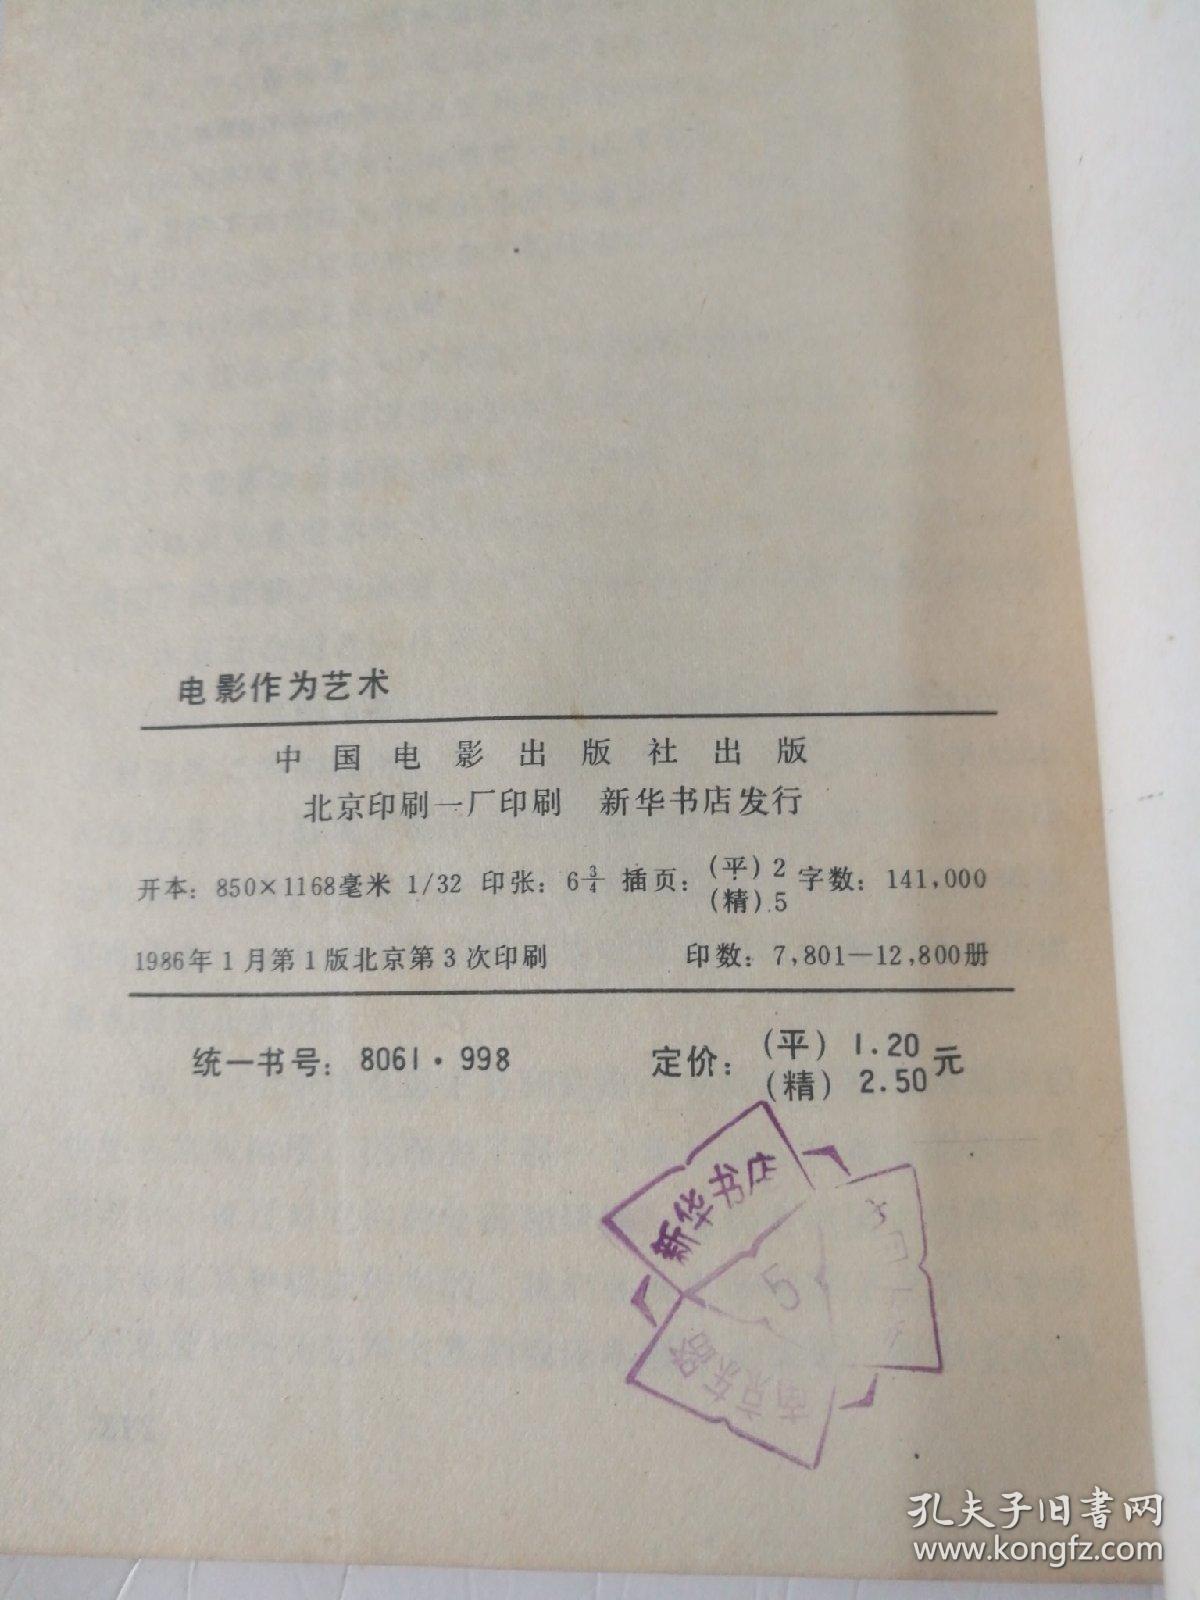 电影作为艺术
中国电影出版社出版
北京印刷一厂印刷 新华书店发行
开本：850×1168毫米 1/32 印张：6¾ 插页：(平)2 (精)5 字数：141,000
1986年1月第1版北京第3次印刷 印数：7,801—12,800册
统一书号：8061·998 定价：(平) 1.20 (精) 2.50 元
新华书店
5
南京东路
孔夫子旧书网
www.kongfz.com